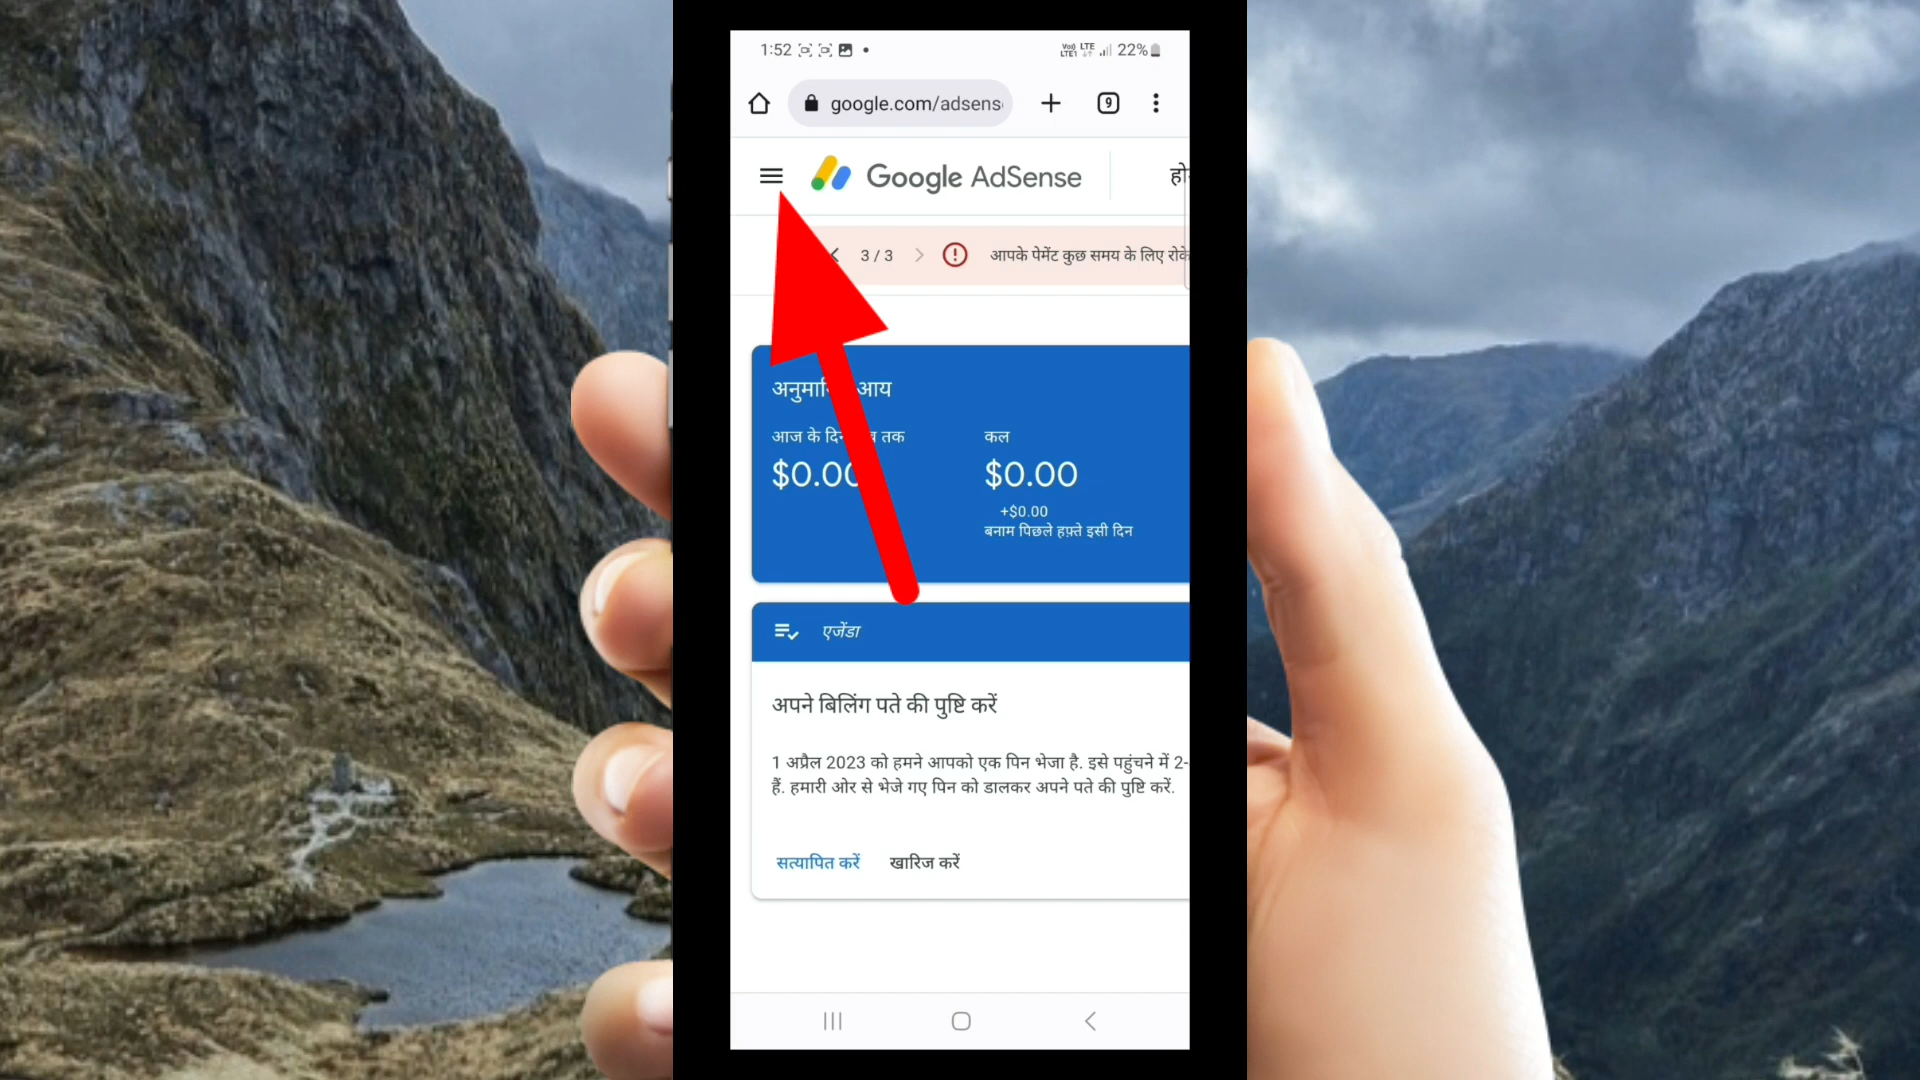 1:52 22%
google.com/adsens 9
Google AdSense
3 / 3 आपके पेमेंट कुछ समय के लिए रोके
आय
आज के तक कल
$0.00 $0.00
+$0.00
बनाम पिछले हफ़्ते इसी दिन
एजेंडा
अपने बिलिंग पते की पुष्टि करें
1 अप्रैल 2023 को हमने आपको एक पिन भेजा है. इसे पहुंचने में 2-
हैं. हमारी ओर से भेजे गए पिन को डालकर अपने पते की पुष्टि करें.
सत्यापित करें खारिज करें